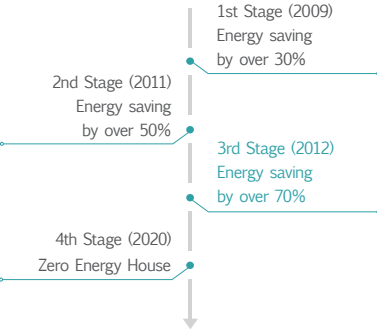 1st Stage (2009)
Energy saving
by over 30%
2nd Stage (2011)
Energy saving
by over 50%
3rd Stage (2012)
Energy saving
by over 70%
4th Stage (2020)
Zero Energy House